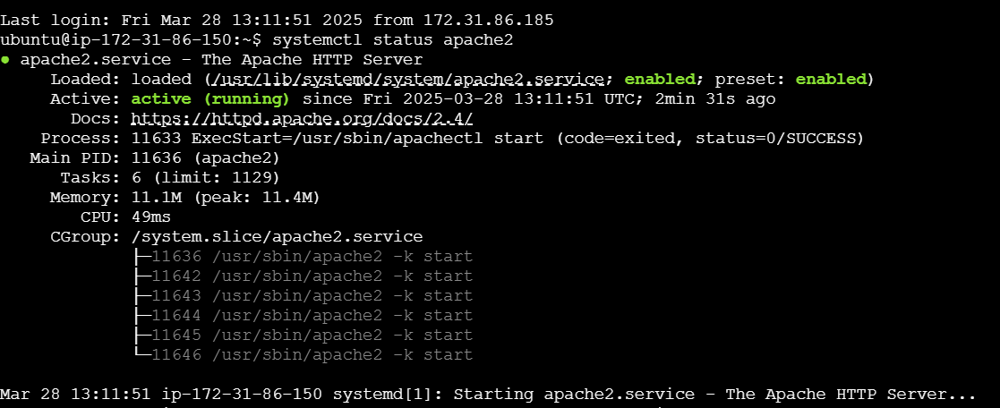 Last login: Fri Mar 28 13:11:51 2025 from 172.31.86.185
ubuntu@ip-172-31-86-150:~$ systemctl status apache2
● apache2.service - The Apache HTTP Server
Loaded: loaded (/usr/lib/systemd/system/apache2.service; enabled; preset: enabled)
Active: active (running) since Fri 2025-03-28 13:11:51 UTC; 2min 31s ago
Docs: https://httpd.apache.org/docs/2.4/
Process: 11633 ExecStart=/usr/sbin/apachectl start (code=exited, status=0/SUCCESS)
Main PID: 11636 (apache2)
Tasks: 6 (limit: 1129)
Memory: 11.1M (peak: 11.4M)
CPU: 49ms
CGroup: /system.slice/apache2.service
├─11636 /usr/sbin/apache2 -k start
├─11642 /usr/sbin/apache2 -k start
├─11643 /usr/sbin/apache2 -k start
├─11644 /usr/sbin/apache2 -k start
├─11645 /usr/sbin/apache2 -k start
└─11646 /usr/sbin/apache2 -k start
Mar 28 13:11:51 ip-172-31-86-150 systemd[1]: Starting apache2.service - The Apache HTTP Server...